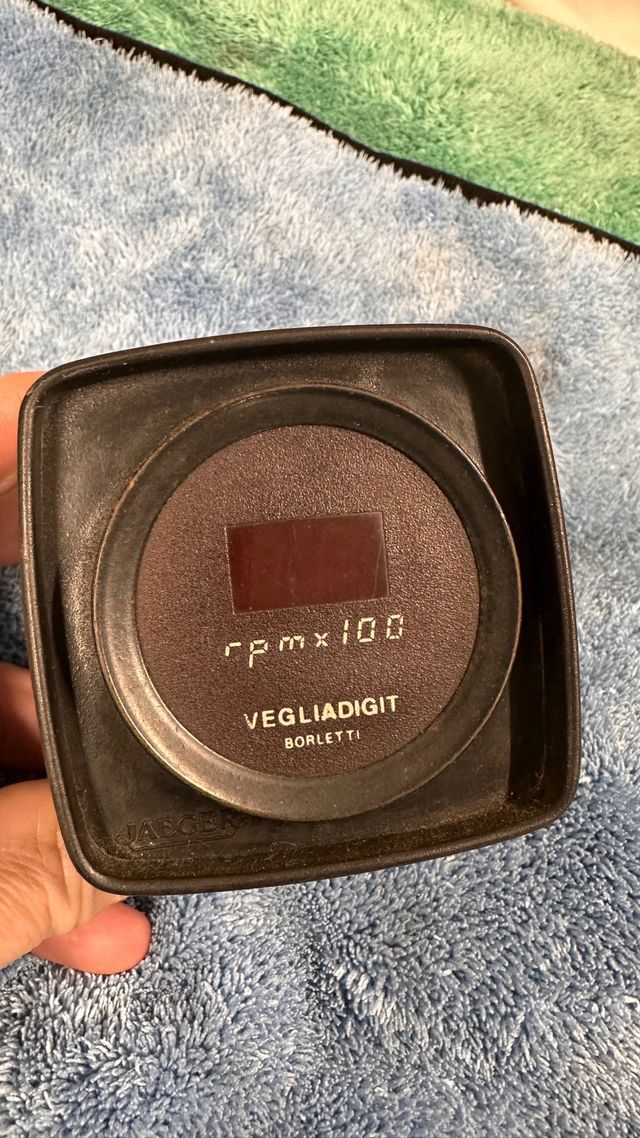 rpm x 100
VEGLIADIGIT
BORLETTI
JAEGER